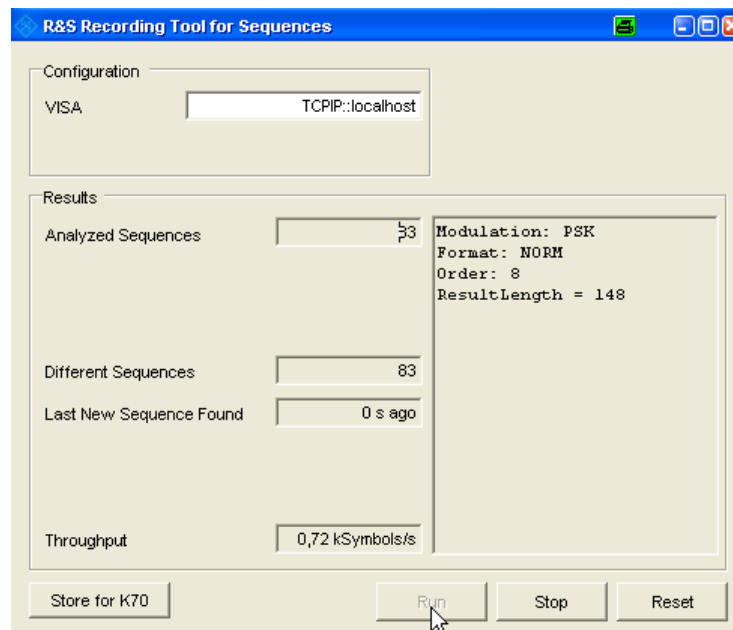 R&S Recording Tool for Sequences
Configuration
VISA
TCPIP::localhost
Results
Analyzed Sequences
Modulation: PSK
Format: NORM
Order: 8
ResultLength = 148
Different Sequences
83
Last New Sequence Found
0 s ago
Throughput
0,72 kSymbols/s
Store for K70
Run
Stop
Reset